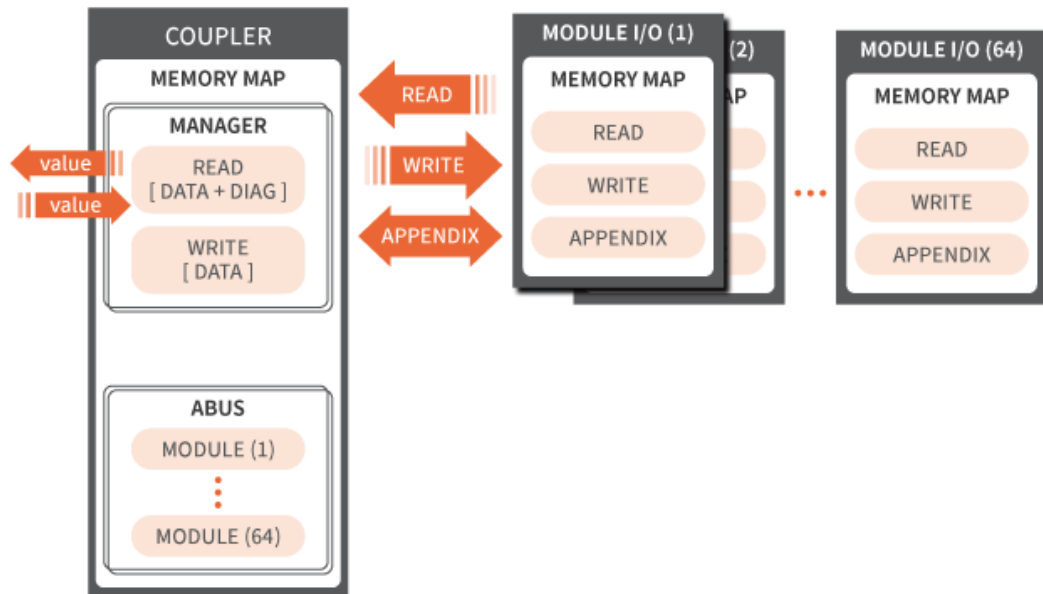 COUPLER
MEMORY MAP
MANAGER
READ
[ DATA + DIAG ]
WRITE
[ DATA ]
value
value
ABUS
MODULE (1)
MODULE (64)
READ
WRITE
APPENDIX
MODULE I/O (1)
MEMORY MAP
READ
WRITE
APPENDIX
(2)
AP
MODULE I/O (64)
MEMORY MAP
READ
WRITE
APPENDIX